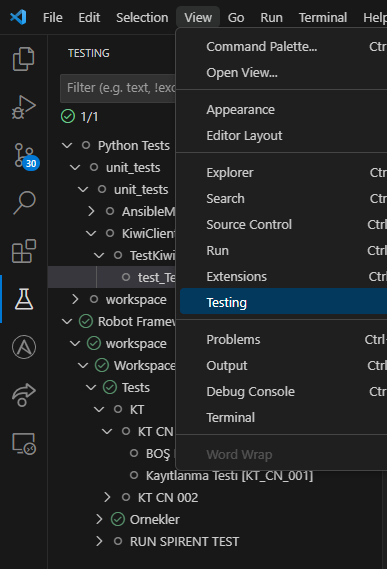 File Edit Selection View Go Run Terminal Help
TESTING
Filter (e.g. text, !exc
1/1
Python Tests
unit_tests
unit_tests
AnsibleM
KiwiClient
TestKiwi
test_Te
workspace
Robot Framew
workspace
Workspace
Tests
KT
KT CN
BOŞ
Kayıtlanma Testi [KT_CN_001]
KT CN 002
Ornekler
RUN SPIRENT TEST
30
Command Palette... Ctr
Open View...
Appearance
Editor Layout
Explorer Ctr
Search Ctrl
Source Control Ctrl
Run Ctrl
Extensions Ctrl
Testing
Problems Ctrl
Output Ctrl
Debug Console Ctrl
Terminal
Word Wrap